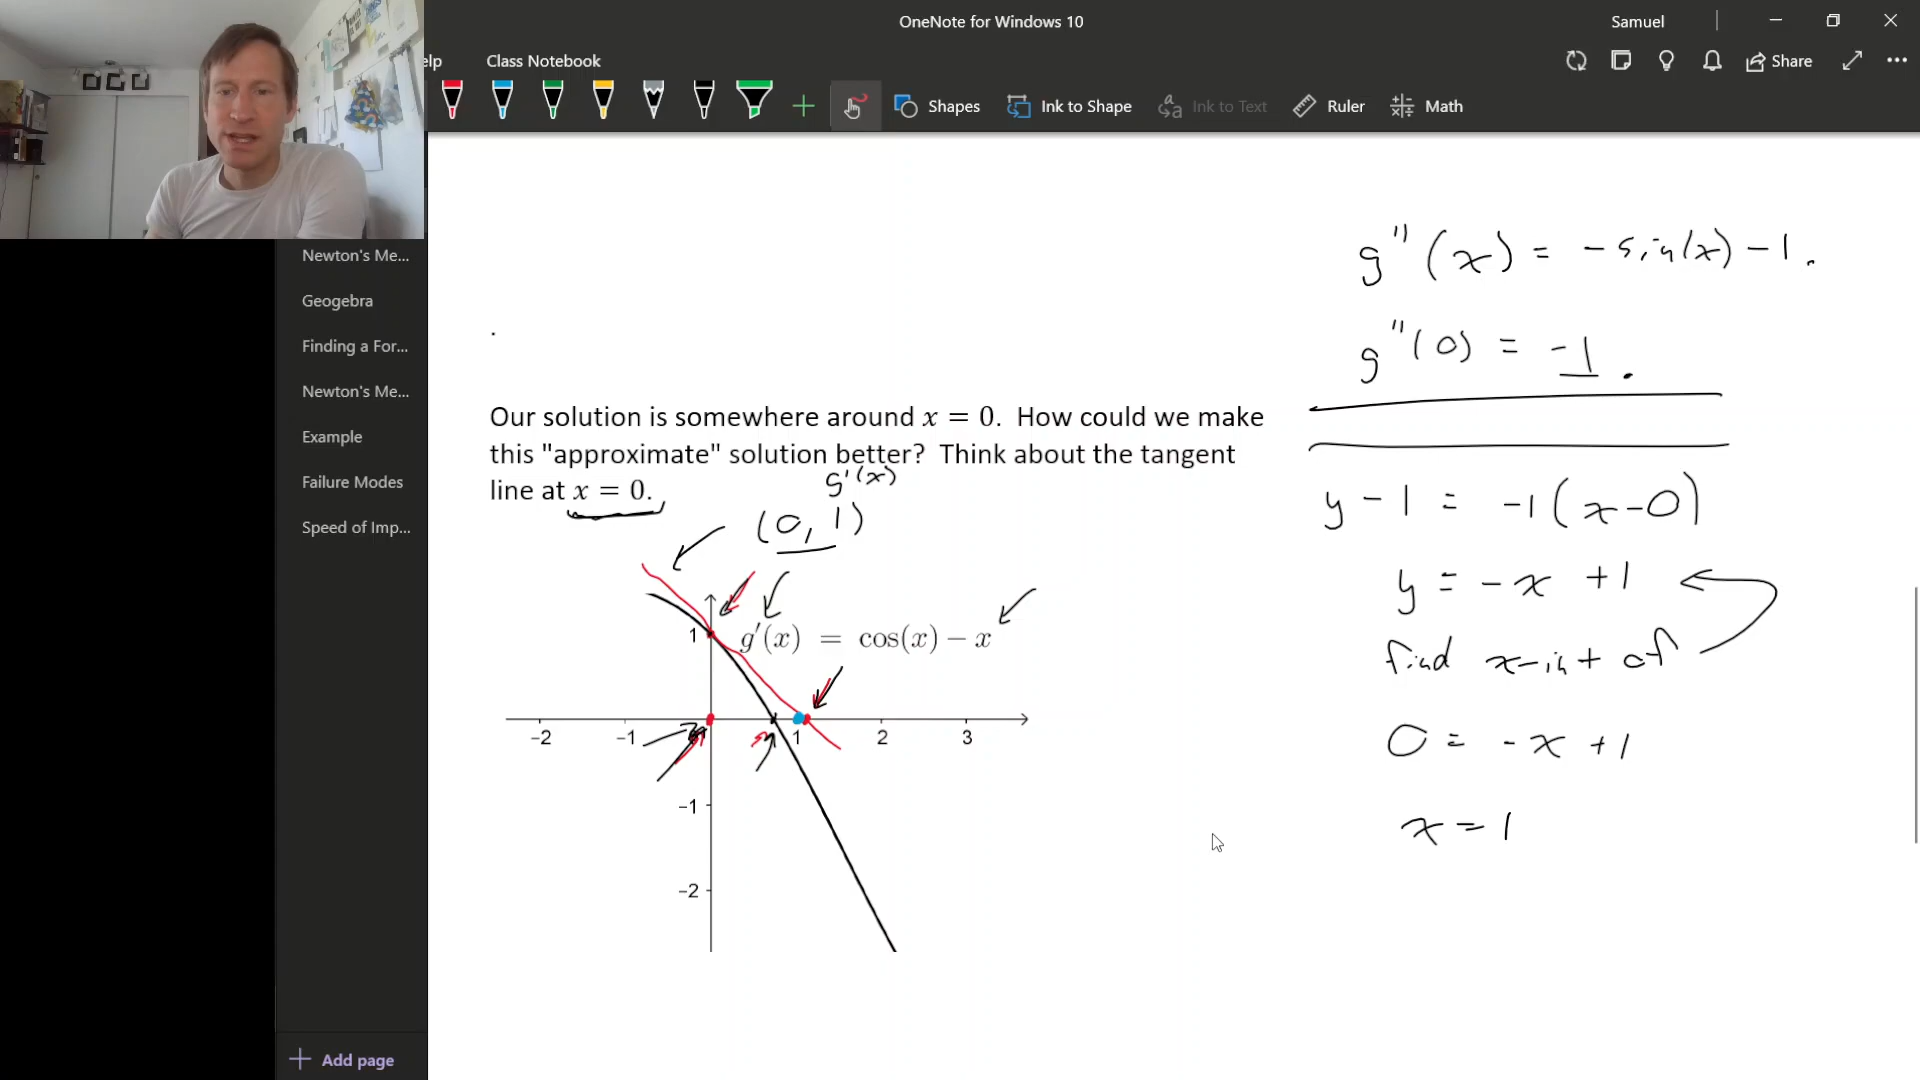 OneNote for Windows 10
Samuel
elp
Class Notebook
Share
Shapes
Ink to Shape
Ink to Text
Ruler
Math
Newton's Me...
Geogebra
Finding a For...
Newton's Me...
Example
Failure Modes
Speed of Imp...
Add page
.
Our solution is somewhere around x = 0. How could we make
this "approximate" solution better? Think about the tangent
line at x = 0.
g'(x)
(0, 1)
g'(x) = cos(x) − x
1
−2 −1 1 2 3
−1
−2
g''(x) = -sin(x) - 1.
g''(0) = -1.
y - 1 = -1(x-0)
y = -x + 1
find x-int of
0 = -x + 1
x = 1